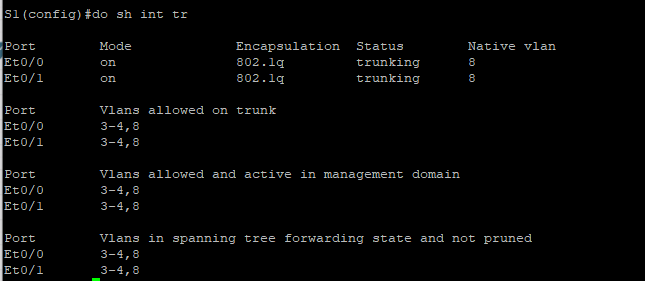 S1(config)#do sh int tr
Port Mode Encapsulation Status Native vlan
Et0/0 on 802.1q trunking 8
Et0/1 on 802.1q trunking 8
Port Vlans allowed on trunk
Et0/0 3-4,8
Et0/1 3-4,8
Port Vlans allowed and active in management domain
Et0/0 3-4,8
Et0/1 3-4,8
Port Vlans in spanning tree forwarding state and not pruned
Et0/0 3-4,8
Et0/1 3-4,8